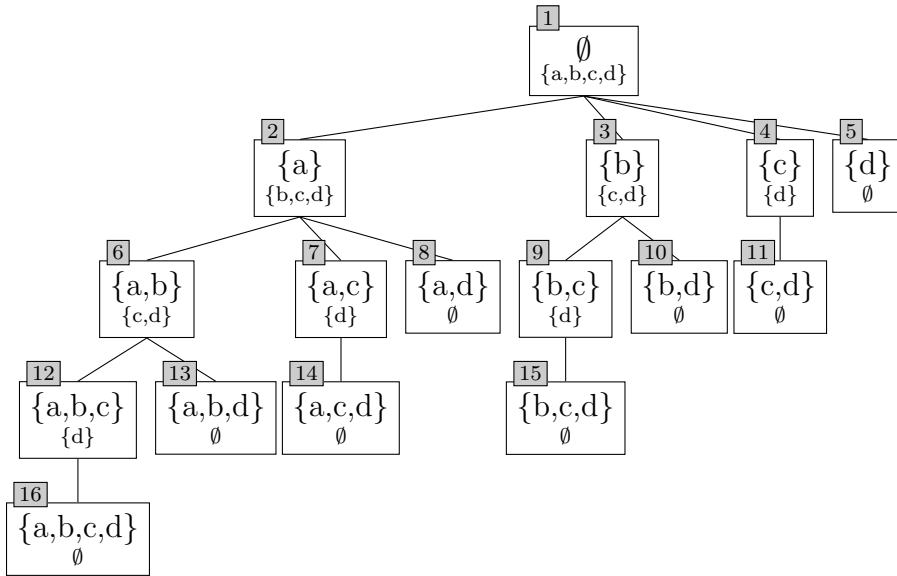 1
∅
{a,b,c,d}
2
{a}
{b,c,d}
3
{b}
{c,d}
4
{c}
{d}
5
{d}
∅
6
{a,b}
{c,d}
7
{a,c}
{d}
8
{a,d}
∅
9
{b,c}
{d}
10
{b,d}
∅
11
{c,d}
∅
12
{a,b,c}
{d}
13
{a,b,d}
∅
14
{a,c,d}
∅
15
{b,c,d}
∅
16
{a,b,c,d}
∅